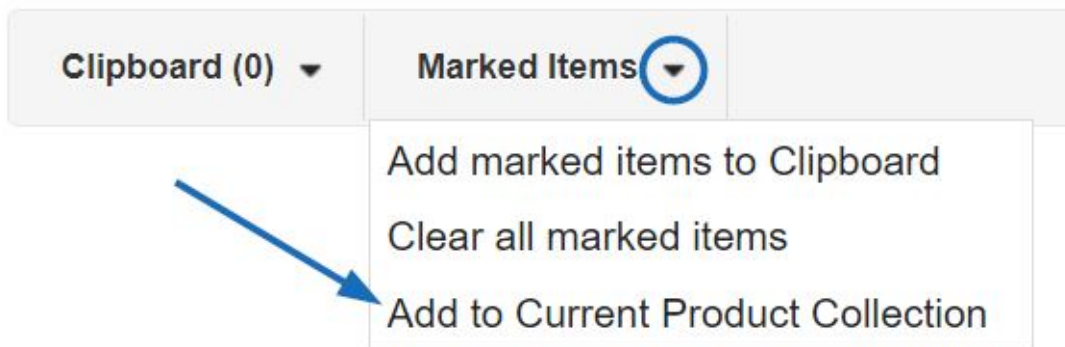 Clipboard (0) Marked Items
Add marked items to Clipboard
Clear all marked items
Add to Current Product Collection